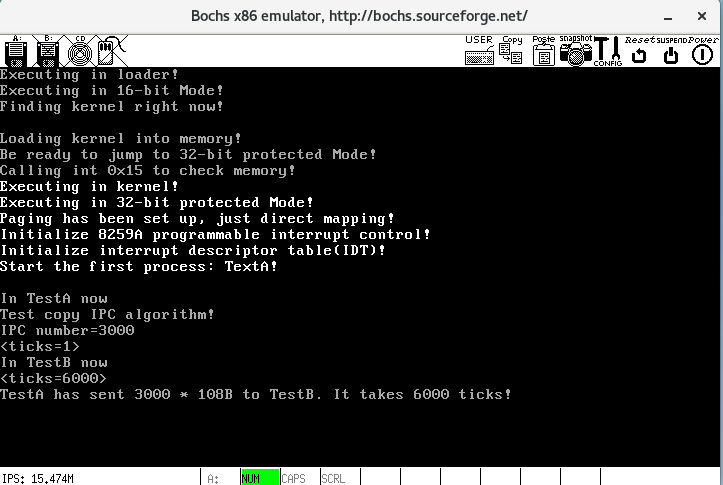 Bochs x86 emulator, http://bochs.sourceforge.net/
A: B: CD USER Copy Paste snapshot CONFIG Reset SUSPEND Power
Executing in loader!
Executing in 16-bit Mode!
Finding kernel right now!
Loading kernel into memory!
Be ready to jump to 32-bit protected Mode!
Calling int 0x15 to check memory!
Executing in kernel!
Executing in 32-bit protected Mode!
Paging has been set up, just direct mapping!
Initialize 8259A programmable interrupt control!
Initialize interrupt descriptor table(IDT)!
Start the first process: TextA!
In TestA now
Test copy IPC algorithm!
IPC number=3000
<ticks=1>
In TestB now
<ticks=6000>
TestA has sent 3000 * 108B to TestB. It takes 6000 ticks!
IPS: 15.474M A: NUM CAPS SCRL